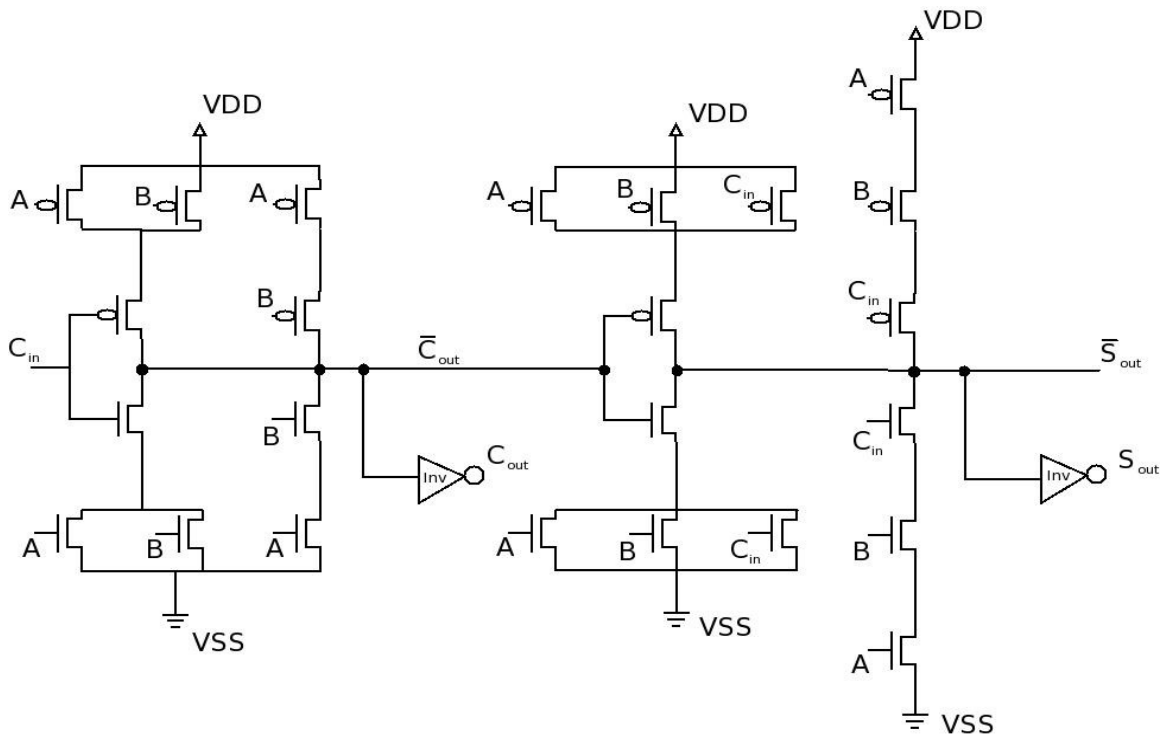 VDD
A
VDD
VDD
A
B
A
A
B
C_in
B
B
C_in
C_in
C̅_out
S̅_out
B
C_in
Inv
C_out
Inv
S_out
A
B
A
A
B
C_in
B
VSS
VSS
A
VSS